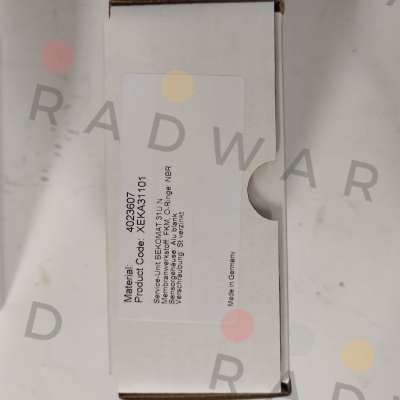 Material: 4023607
Product Code: XEKA31101
Service-Unit BEKOMAT 31U N
Membranwerkstoff: FKM, O-Ringe: NBR
Sensorgehäuse: Alu blank
Verschraubung: St verzinkt
Made in Germany
RADWAR
D